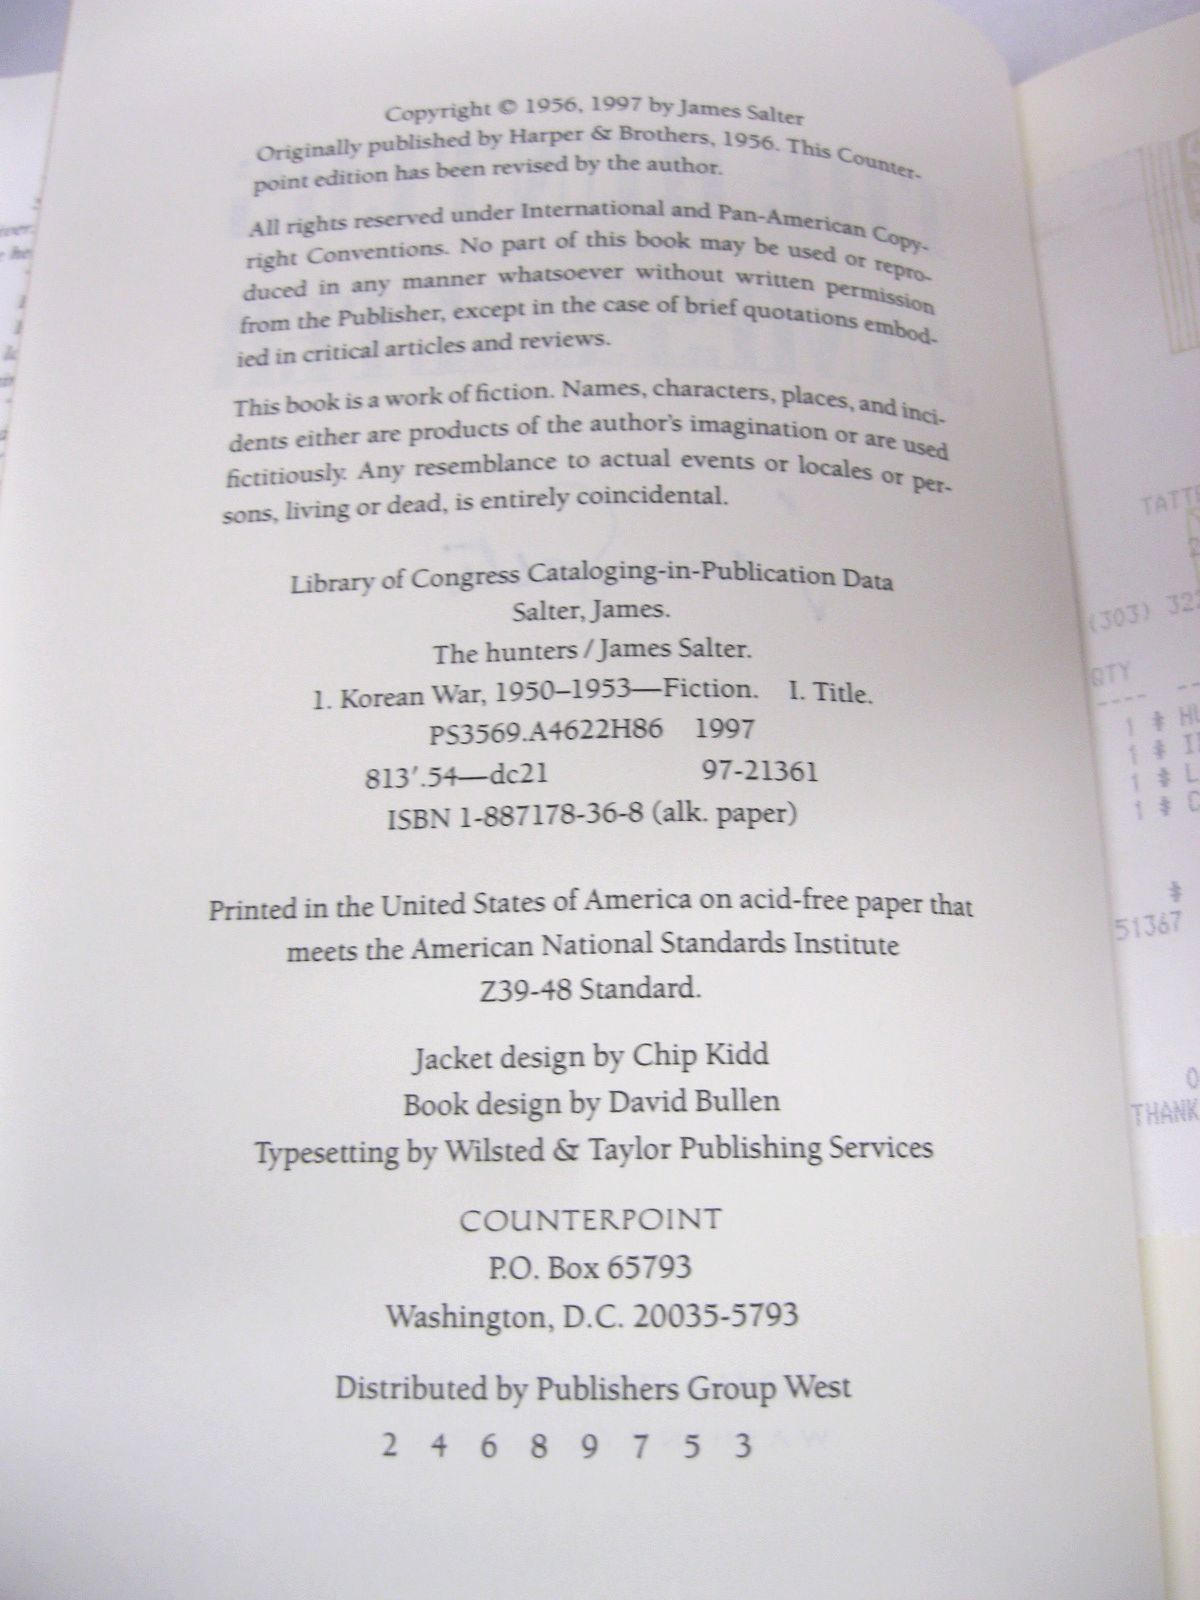 Copyright © 1956, 1997 by James Salter
Originally published by Harper & Brothers, 1956. This Counter-
point edition has been revised by the author.
All rights reserved under International and Pan-American Copy-
right Conventions. No part of this book may be used or repro-
duced in any manner whatsoever without written permission
from the Publisher, except in the case of brief quotations embod-
ied in critical articles and reviews.
This book is a work of fiction. Names, characters, places, and inci-
dents either are products of the author's imagination or are used
fictitiously. Any resemblance to actual events or locales or per-
sons, living or dead, is entirely coincidental.
Library of Congress Cataloging-in-Publication Data
Salter, James.
The hunters / James Salter.
1. Korean War, 1950–1953—Fiction. I. Title.
PS3569.A4622H86 1997
813′.54—dc21 97-21361
ISBN 1-887178-36-8 (alk. paper)
Printed in the United States of America on acid-free paper that
meets the American National Standards Institute
Z39-48 Standard.
Jacket design by Chip Kidd
Book design by David Bullen
Typesetting by Wilsted & Taylor Publishing Services
COUNTERPOINT
P.O. Box 65793
Washington, D.C. 20035-5793
Distributed by Publishers Group West
2 4 6 8 9 7 5 3
TATTE
(303) 322
QTY
1 # HU
1 # I
1 # L
1 # C
#
51367
0
THANK